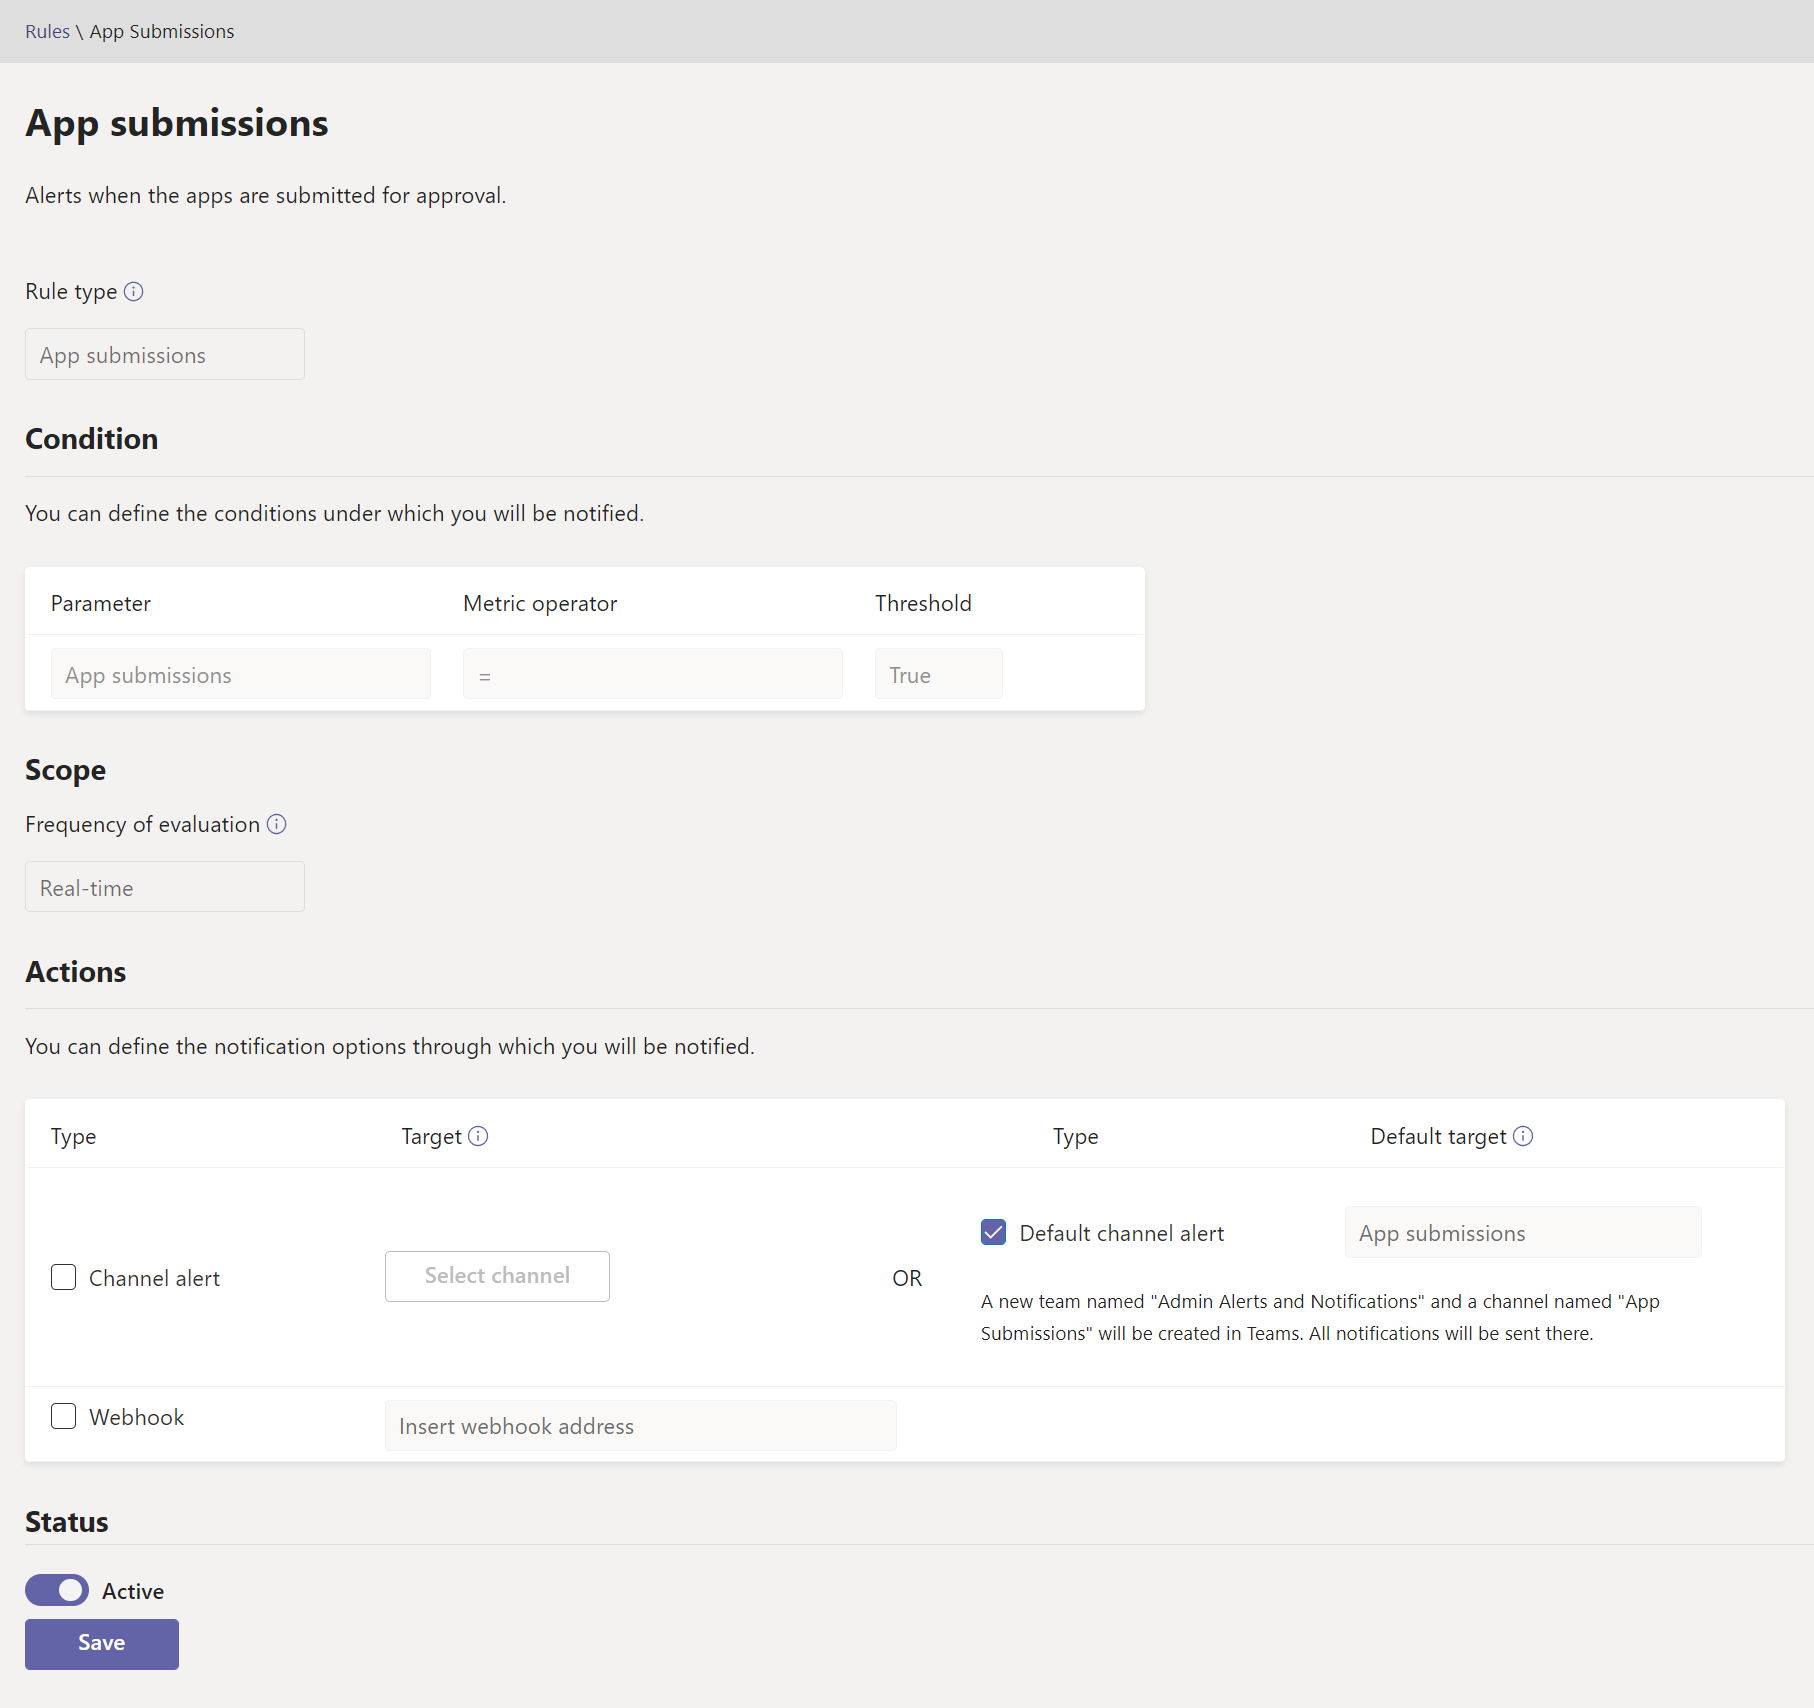 Rules \ App Submissions
App submissions
Alerts when the apps are submitted for approval.
Rule type
App submissions
Condition
You can define the conditions under which you will be notified.
Parameter Metric operator Threshold
App submissions = True
Scope
Frequency of evaluation
Real-time
Actions
You can define the notification options through which you will be notified.
Type Target Type Default target
Default channel alert App submissions
Channel alert Select channel OR
A new team named "Admin Alerts and Notifications" and a channel named "App
Submissions" will be created in Teams. All notifications will be sent there.
Webhook Insert webhook address
Status
Active
Save